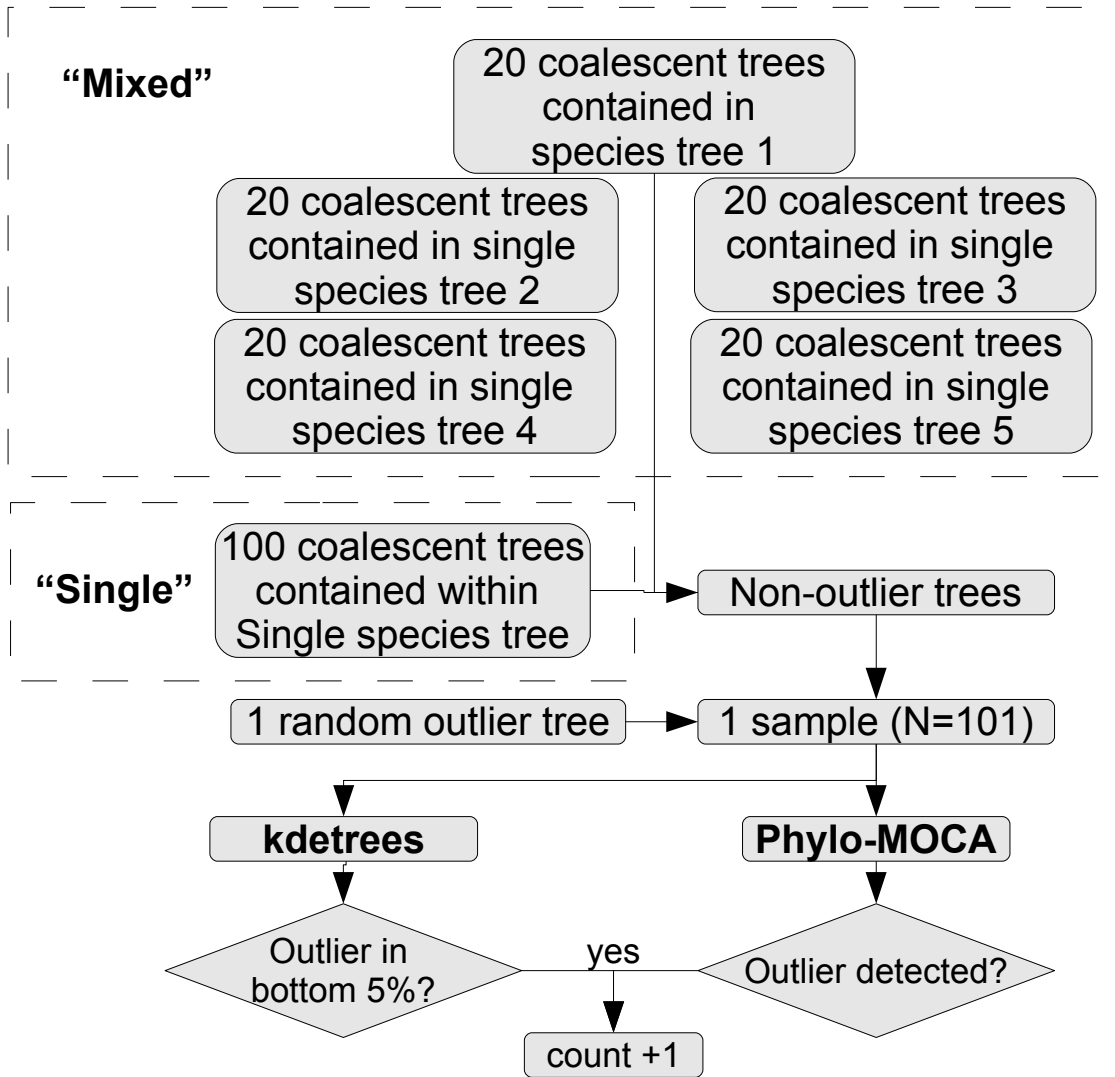 “Mixed”
20 coalescent trees
contained in
species tree 1
20 coalescent trees
contained in single
species tree 2
20 coalescent trees
contained in single
species tree 3
20 coalescent trees
contained in single
species tree 4
20 coalescent trees
contained in single
species tree 5
“Single”
100 coalescent trees
contained within
Single species tree
Non-outlier trees
1 random outlier tree
1 sample (N=101)
kdetrees
Phylo-MOCA
Outlier in
bottom 5%?
yes
Outlier detected?
count +1